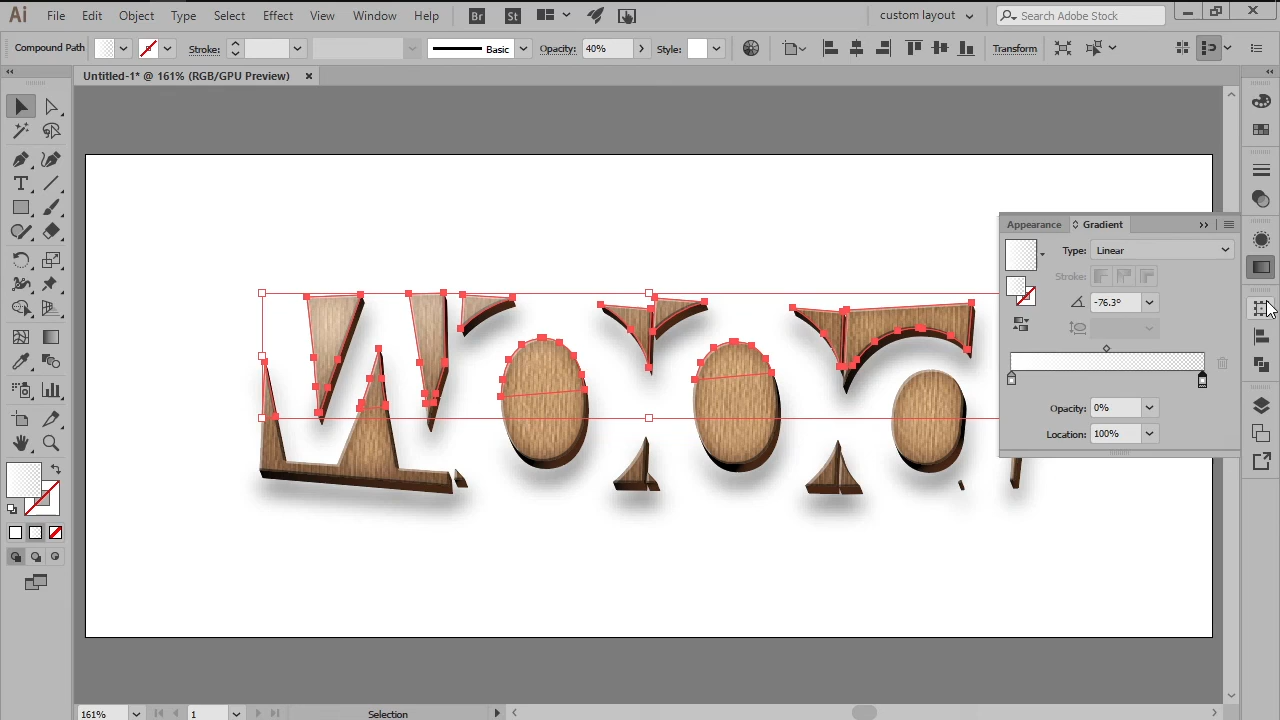 Ai File Edit Object Type Select Effect View Window Help Br St custom layout Search Adobe Stock
Compound Path Stroke: Basic Opacity: 40% Style: Transform
Untitled-1* @ 161% (RGB/GPU Preview)
Appearance Gradient
Type: Linear
Stroke:
-76.3°
Opacity: 0%
Location: 100%
161% 1 Selection